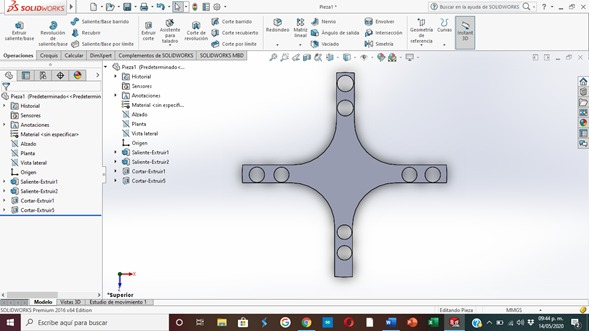 SOLIDWORKS
Pieza1 *
Buscar en la ayuda de SOLIDWORKS
Extruir saliente/base
Revolución de saliente/base
Saliente/Base barrido
Recubrir
Saliente/Base por límite
Extruir corte
Asistente para taladro
Corte de revolución
Corte barrido
Corte recubierto
Corte por límite
Redondeo
Matriz lineal
Nervio
Ángulo de salida
Vaciado
Envolver
Intersección
Simetría
Geometría de referencia
Curvas
Instant 3D
Operaciones
Croquis
Calcular
DimXpert
Complementos de SOLIDWORKS
SOLIDWORKS MBD
Pieza1 (Predeterminado<<Predetermin
Historial
Sensores
Anotaciones
Material <sin especificar>
Alzado
Planta
Vista lateral
Origen
Saliente-Extruir1
Saliente-Extruir2
Cortar-Extruir1
Cortar-Extruir5
Pieza1 (Predeterminado<...
Historial
Sensores
Anotaciones
Material <sin especifi...
Alzado
Planta
Vista lateral
Origen
Saliente-Extruir1
Saliente-Extruir2
Cortar-Extruir1
Cortar-Extruir5
*Superior
Modelo
Vistas 3D
Estudio de movimiento 1
SOLIDWORKS Premium 2016 x64 Edition
Editando Pieza
MMGS
Escribe aquí para buscar
09:44 p. m.
14/05/2020